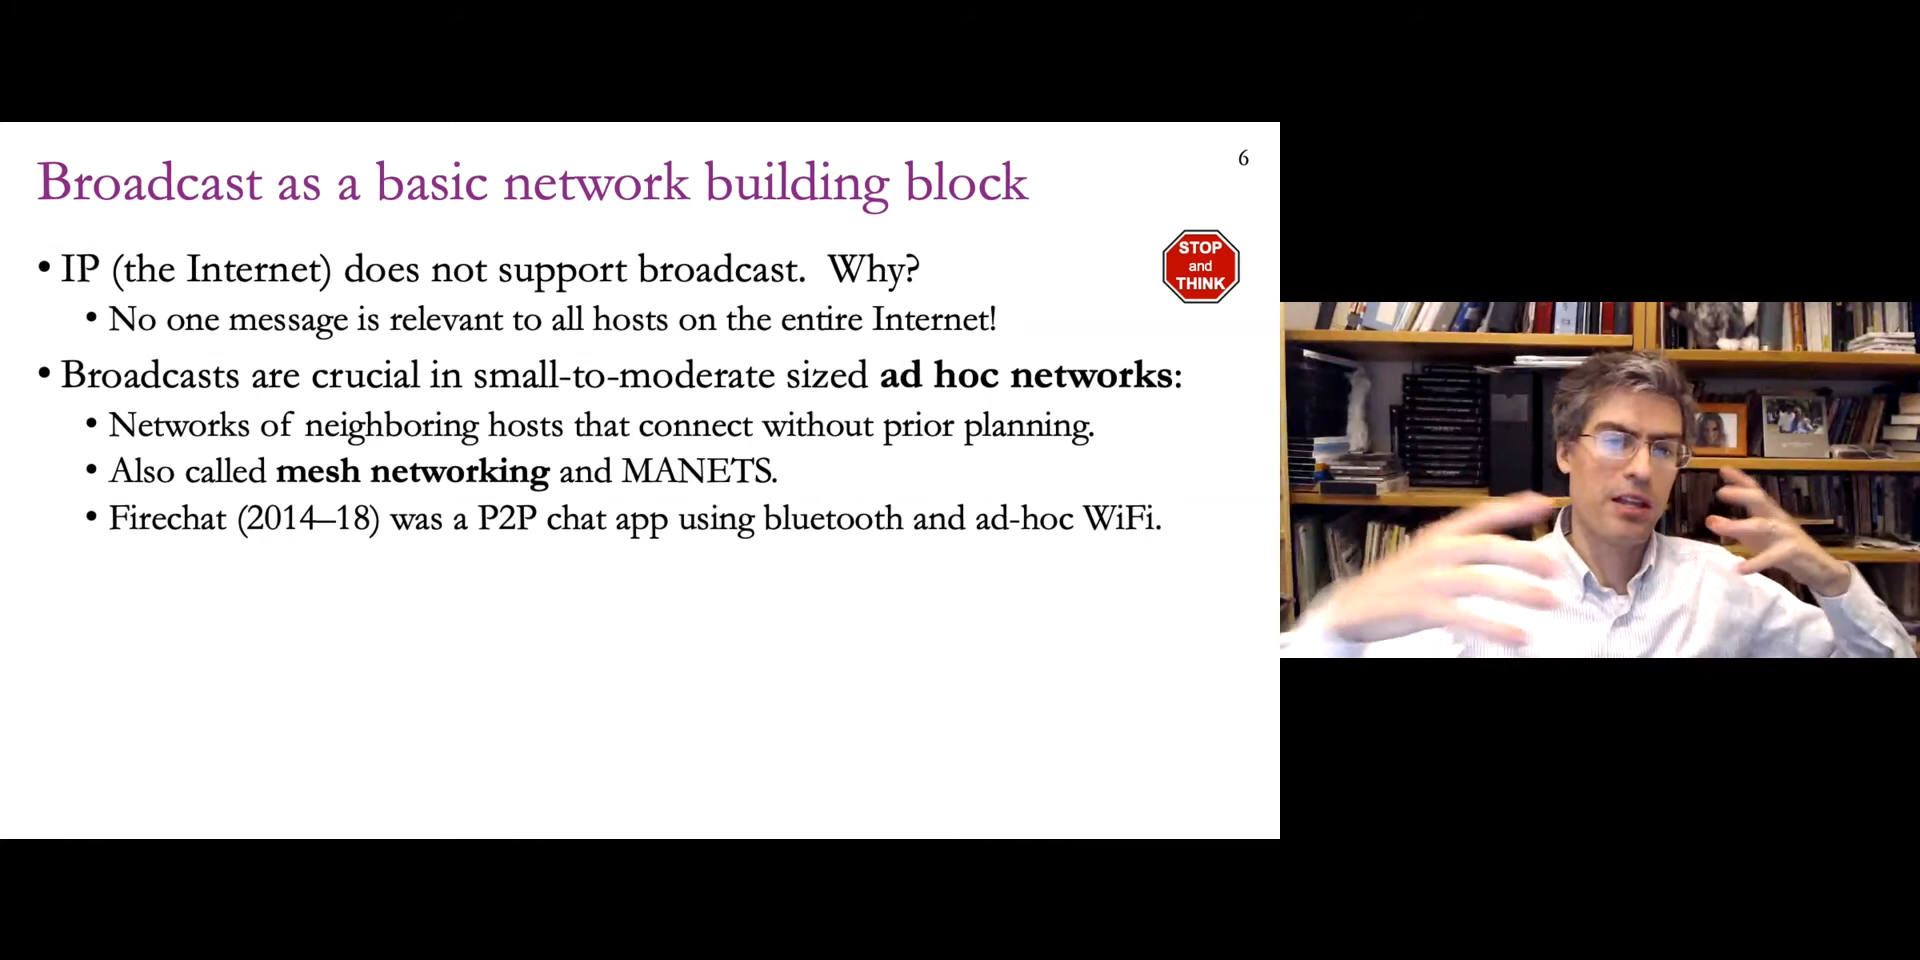 Broadcast as a basic network building block
6
• IP (the Internet) does not support broadcast. Why?
STOP
and
THINK
• No one message is relevant to all hosts on the entire Internet!
• Broadcasts are crucial in small-to-moderate sized ad hoc networks:
• Networks of neighboring hosts that connect without prior planning.
• Also called mesh networking and MANETS.
• Firechat (2014–18) was a P2P chat app using bluetooth and ad-hoc WiFi.